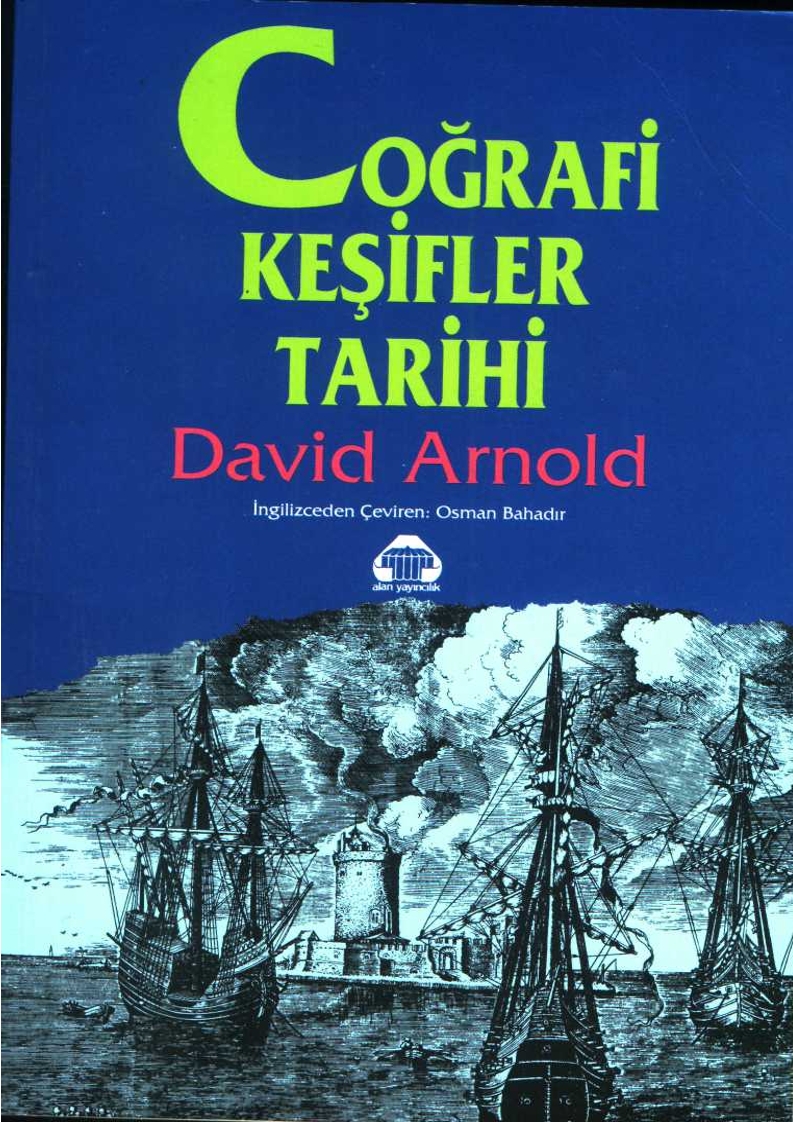 COĞRAFİ
KEŞİFLER
TARİHİ
David Arnold
İngilizceden Çeviren: Osman Bahadır
alan yayıncılık